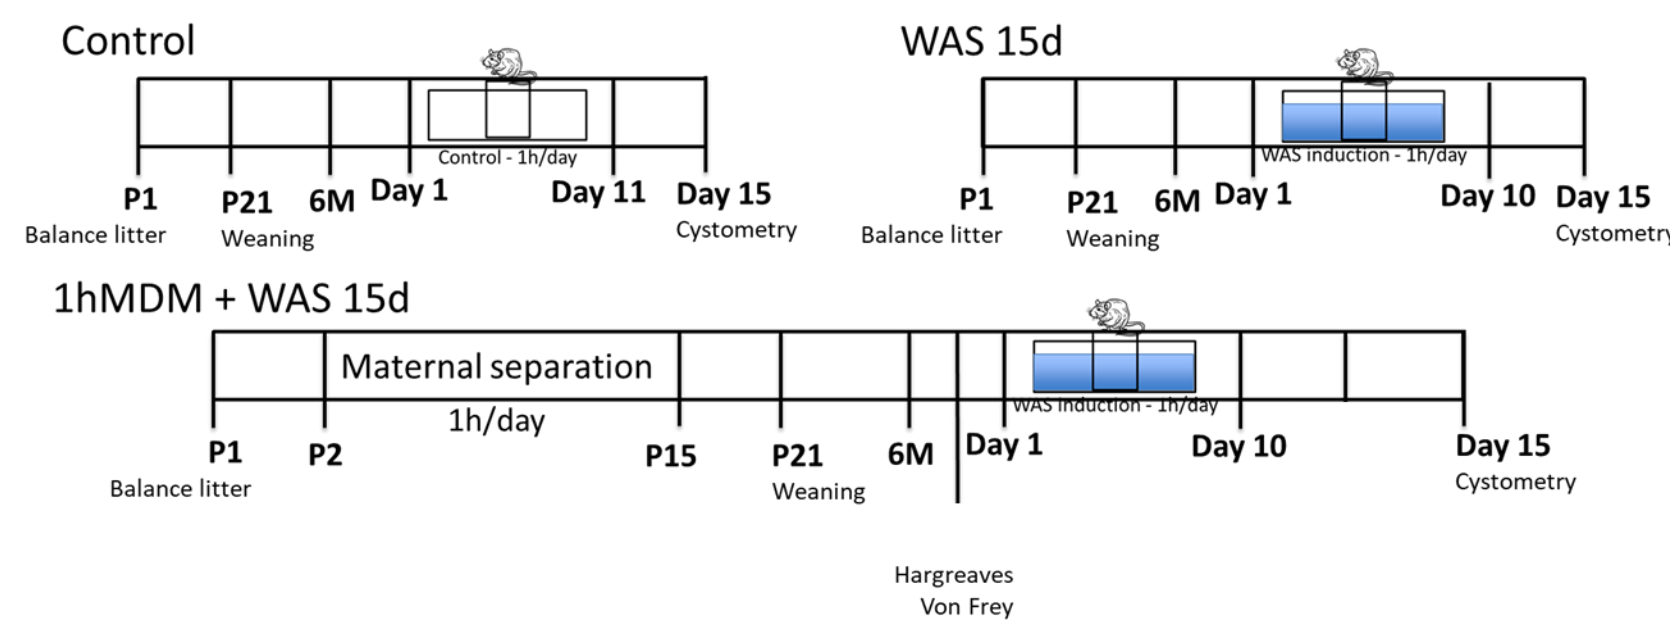 Control
Control - 1h/day
P1
P21
6M
Day 1
Day 11
Day 15
Balance litter
Weaning
Cystometry
WAS 15d
WAS induction - 1h/day
P1
P21
6M
Day 1
Day 10
Day 15
Balance litter
Weaning
Cystometry
1hMDM + WAS 15d
Maternal separation
1h/day
WAS induction - 1h/day
P1
P2
P15
P21
6M
Day 1
Day 10
Day 15
Balance litter
Weaning
Cystometry
Hargreaves
Von Frey